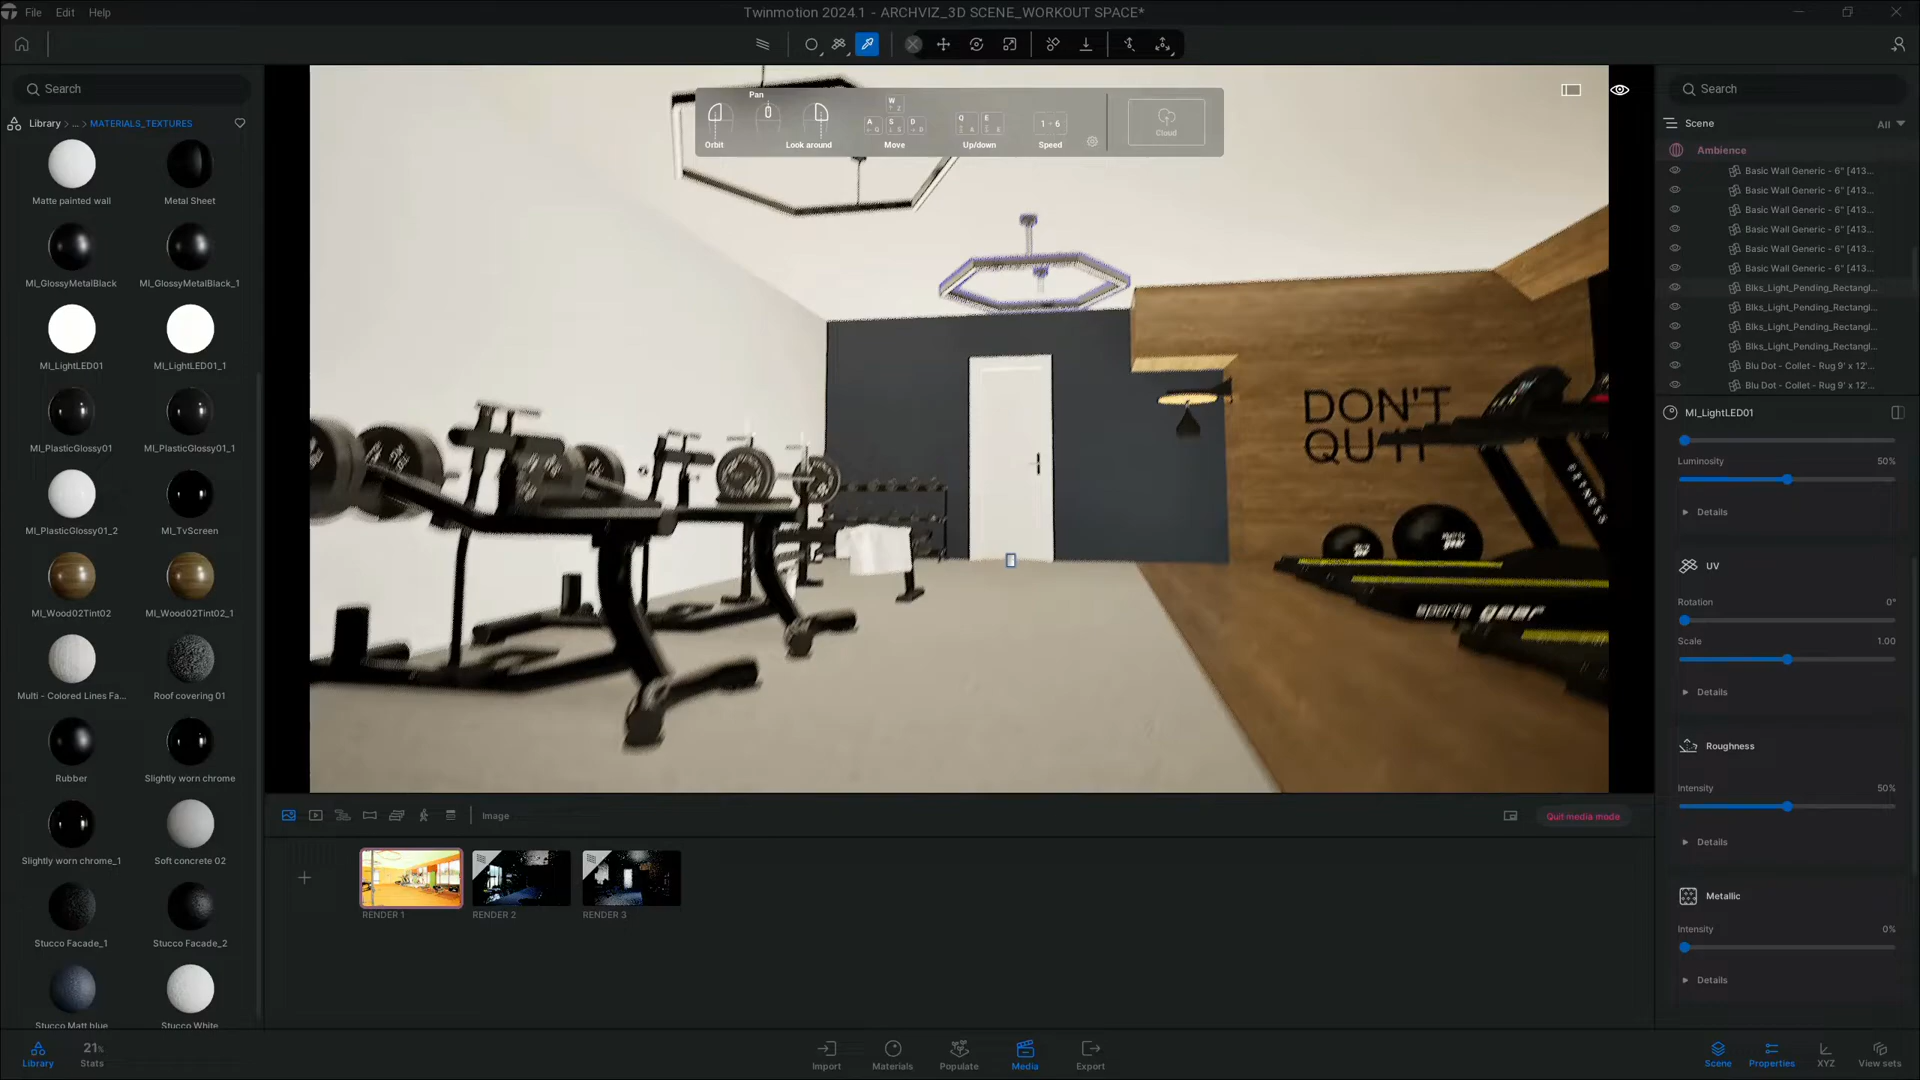 File Edit Help
Twinmotion 2024.1 - ARCHVIZ_3D SCENE_WORKOUT SPACE*
Search
Library > ... > MATERIALS_TEXTURES
Matte painted wall
Metal Sheet
MI_GlossyMetalBlack
MI_GlossyMetalBlack_1
MI_LightLED01
MI_LightLED01_1
MI_PlasticGlossy01
MI_PlasticGlossy01_1
MI_PlasticGlossy01_2
MI_TvScreen
MI_Wood02Tint02
MI_Wood02Tint02_1
Multi - Colored Lines Fa...
Roof covering 01
Rubber
Slightly worn chrome
Slightly worn chrome_1
Soft concrete 02
Stucco Facade_1
Stucco Facade_2
Stucco Matt blue
Stucco White
Library
21%
Stats
Pan
Orbit
Look around
W
A S D
Move
Q E
Up/down
1 - 6
Speed
Cloud
DON'T
QUIT
sports gear
Image
Quit media mode
RENDER 1
RENDER 2
RENDER 3
Import
Materials
Populate
Media
Export
Search
Scene
All
Ambience
Basic Wall Generic - 6" [413...
Basic Wall Generic - 6" [413...
Basic Wall Generic - 6" [413...
Basic Wall Generic - 6" [413...
Basic Wall Generic - 6" [413...
Basic Wall Generic - 6" [413...
Blks_Light_Pending_Rectangl...
Blks_Light_Pending_Rectangl...
Blks_Light_Pending_Rectangl...
Blks_Light_Pending_Rectangl...
Blu Dot - Collet - Rug 9' x 12'...
Blu Dot - Collet - Rug 9' x 12'...
MI_LightLED01
Luminosity 50%
Details
UV
Rotation 0°
Scale 1.00
Details
Roughness
Intensity 50%
Details
Metallic
Intensity 0%
Details
Scene
Properties
XYZ
View sets